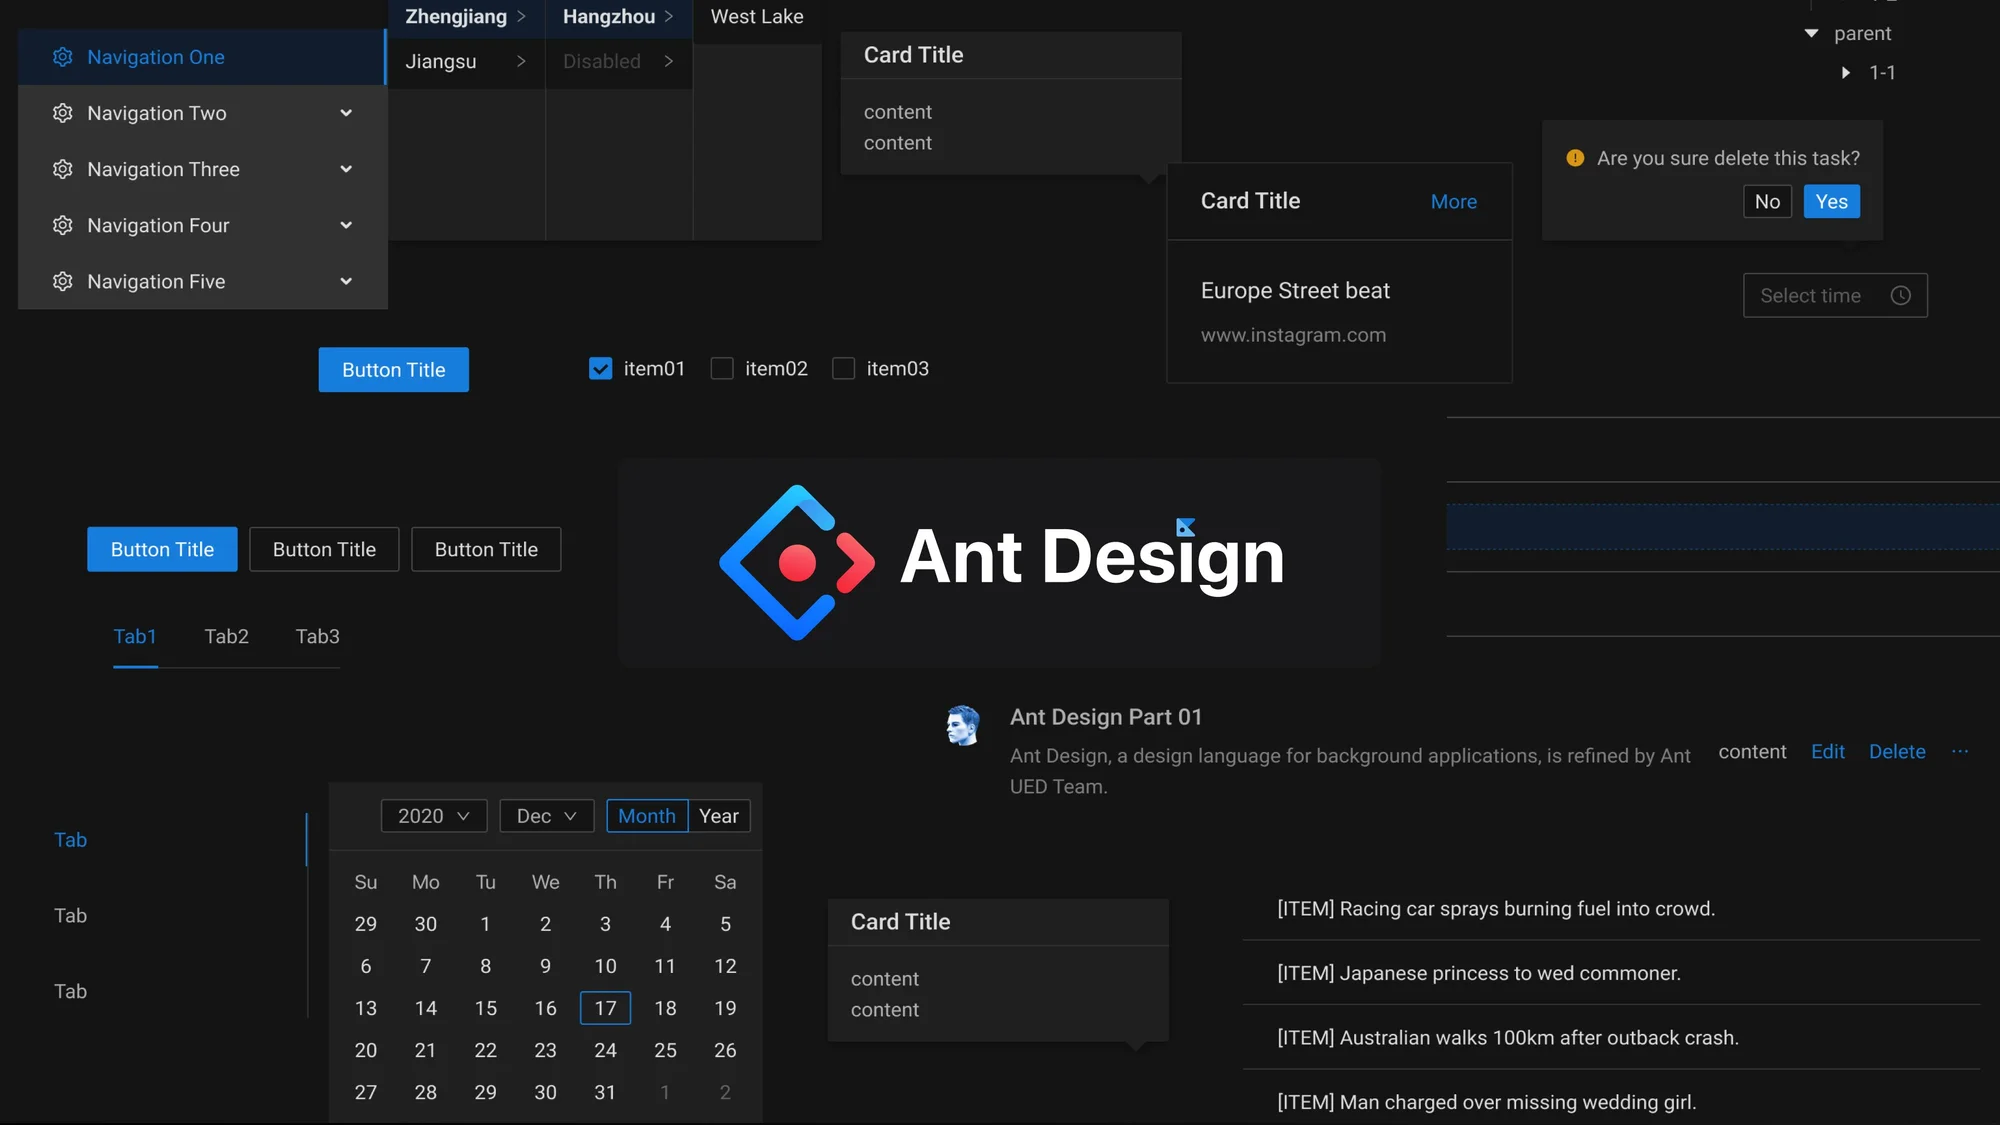 Zhengjiang
Hangzhou
West Lake
Jiangsu
Disabled
Navigation One
Navigation Two
Navigation Three
Navigation Four
Navigation Five
Card Title
content
content
parent
1-1
Are you sure delete this task?
No Yes
Card Title More
Europe Street beat
www.instagram.com
Select time
Button Title
item01 item02 item03
Ant Design
Button Title Button Title Button Title
Tab1 Tab2 Tab3
Ant Design Part 01
Ant Design, a design language for background applications, is refined by Ant
UED Team.
content Edit Delete ···
Tab
Tab
Tab
2020 Dec Month Year
Su Mo Tu We Th Fr Sa
29 30 1 2 3 4 5
6 7 8 9 10 11 12
13 14 15 16 17 18 19
20 21 22 23 24 25 26
27 28 29 30 31 1 2
Card Title
content
content
[ITEM] Racing car sprays burning fuel into crowd.
[ITEM] Japanese princess to wed commoner.
[ITEM] Australian walks 100km after outback crash.
[ITEM] Man charged over missing wedding girl.